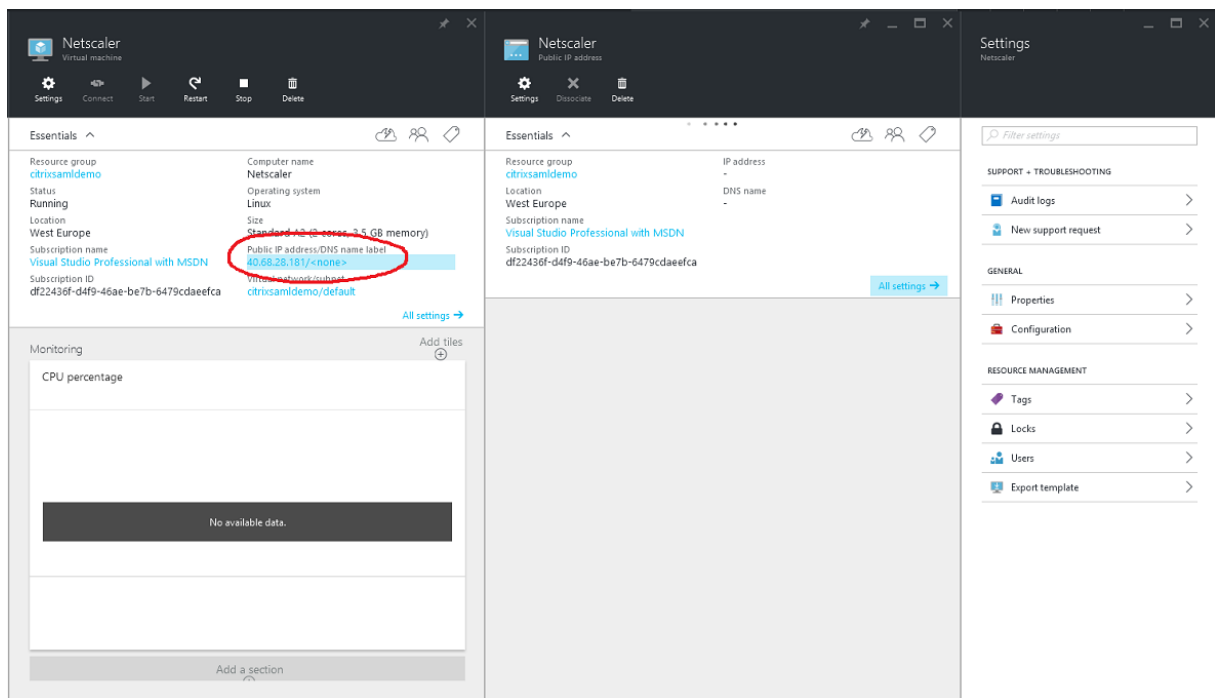 Netscaler
Virtual machine
Settings Connect Start Restart Stop Delete
Essentials
Resource group
citrixsamldemo
Status
Running
Location
West Europe
Subscription name
Visual Studio Professional with MSDN
Subscription ID
df22436f-d4f9-46ae-be7b-6479cdaeefca
Computer name
Netscaler
Operating system
Linux
Size
Standard A2 (2 cores, 3.5 GB memory)
Public IP address/DNS name label
40.68.28.181/<none>
Virtual network/subnet
citrixsamldemo/default
All settings →
Monitoring
Add tiles
CPU percentage
No available data.
Add a section
Netscaler
Public IP address
Settings Dissociate Delete
Essentials
Resource group
citrixsamldemo
Location
West Europe
Subscription name
Visual Studio Professional with MSDN
Subscription ID
df22436f-d4f9-46ae-be7b-6479cdaeefca
IP address
-
DNS name
-
All settings →
Settings
Netscaler
Filter settings
SUPPORT + TROUBLESHOOTING
Audit logs
New support request
GENERAL
Properties
Configuration
RESOURCE MANAGEMENT
Tags
Locks
Users
Export template